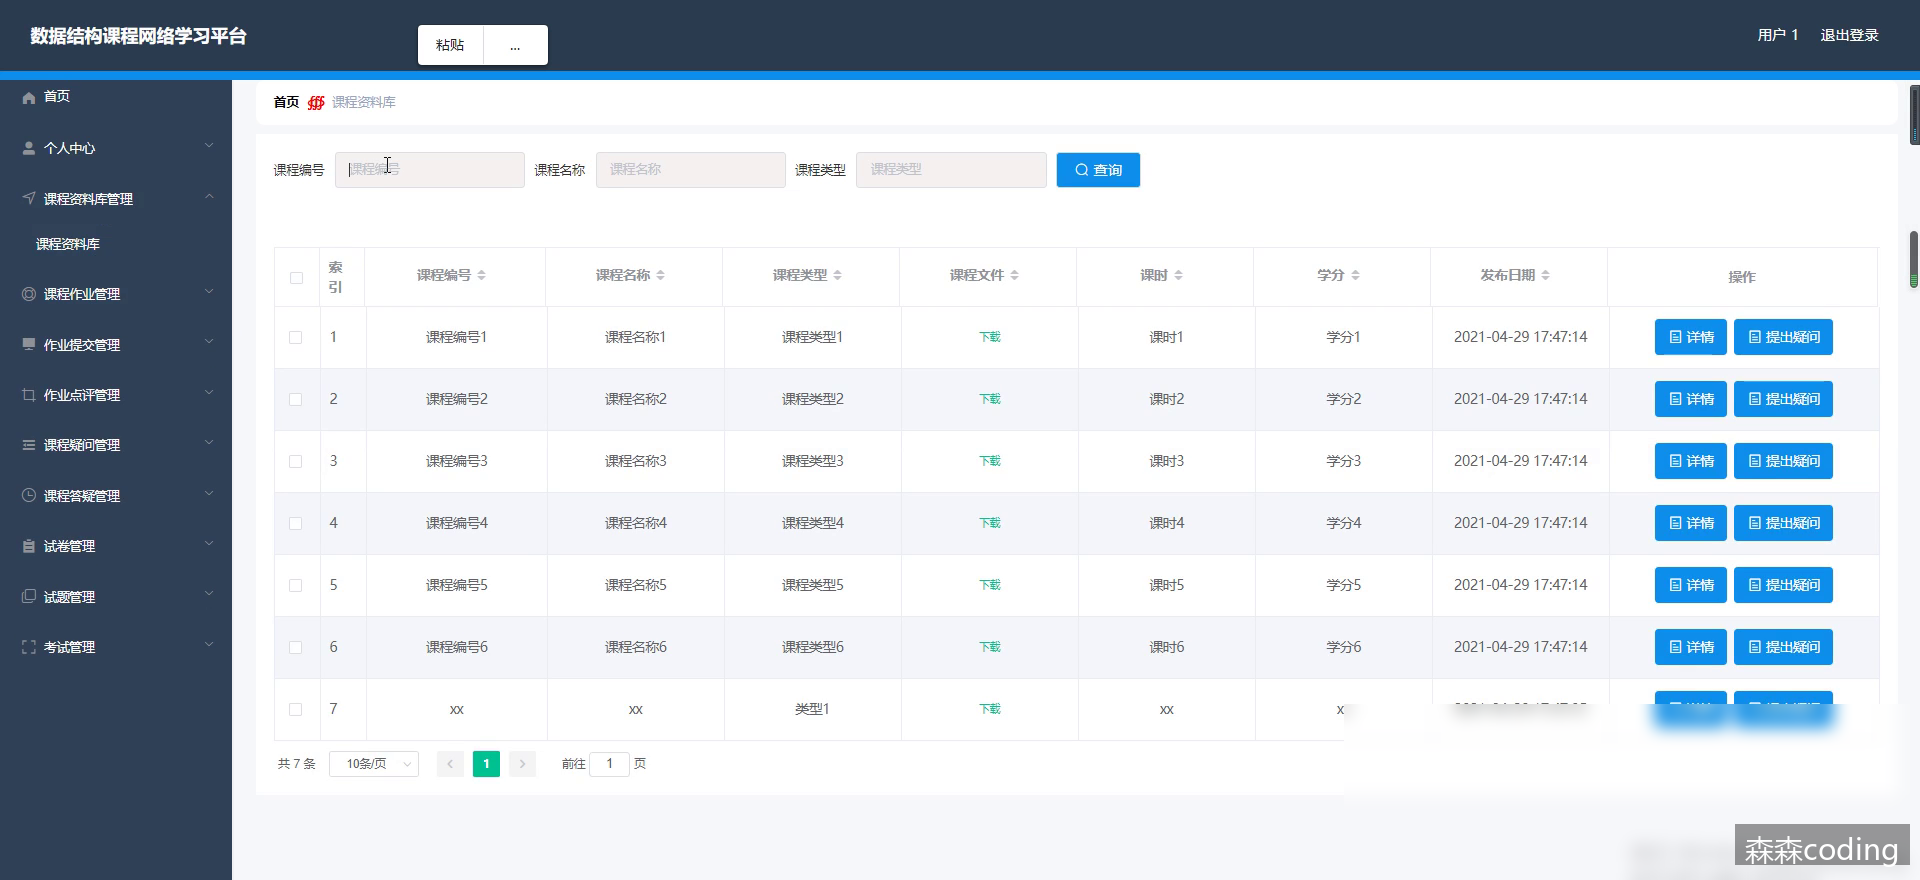 数据结构课程网络学习平台
粘贴 ...
用户 1 退出登录
首页
个人中心
课程资料库管理
课程资料库
课程作业管理
作业提交管理
作业点评管理
课程疑问管理
课程答疑管理
试卷管理
试题管理
考试管理
首页 课程资料库
课程编号 课程编号 课程名称 课程名称 课程类型 课程类型 查询
索引 课程编号 课程名称 课程类型 课程文件 课时 学分 发布日期 操作
1 课程编号1 课程名称1 课程类型1 下载 课时1 学分1 2021-04-29 17:47:14 详情 提出疑问
2 课程编号2 课程名称2 课程类型2 下载 课时2 学分2 2021-04-29 17:47:14 详情 提出疑问
3 课程编号3 课程名称3 课程类型3 下载 课时3 学分3 2021-04-29 17:47:14 详情 提出疑问
4 课程编号4 课程名称4 课程类型4 下载 课时4 学分4 2021-04-29 17:47:14 详情 提出疑问
5 课程编号5 课程名称5 课程类型5 下载 课时5 学分5 2021-04-29 17:47:14 详情 提出疑问
6 课程编号6 课程名称6 课程类型6 下载 课时6 学分6 2021-04-29 17:47:14 详情 提出疑问
7 xx xx 类型1 下载 xx
共 7 条 10条/页 1 前往 1 页
森森coding